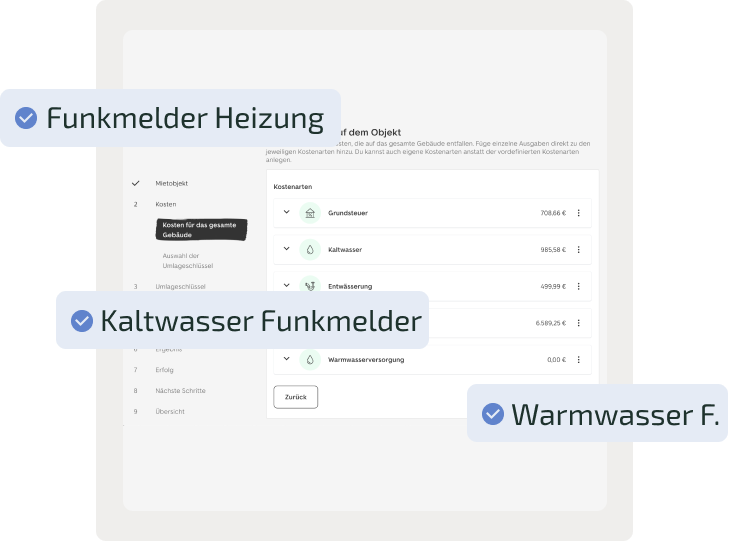 Funkmelder Heizung
uf dem Objekt
sten, die auf das gesamte Gebäude entfallen. Füge einzelne Ausgaben direkt zu den
jeweiligen Kostenarten hinzu. Du kannst auch eigene Kostenarten anstatt der vordefinierten Kostenarten
anlegen.
Mietobjekt
2 Kosten
Kosten für das gesamte
Gebäude
Auswahl der
Umlageschlüssel
3 Umlageschlüssel
Kostenarten
Grundsteuer 708,66 €
Kaltwasser 985,58 €
Entwässerung 499,99 €
Kaltwasser Funkmelder
6.589,25 €
6 Ergebnis
Warmwasserversorgung 0,00 €
7 Erfolg
8 Nächste Schritte
9 Übersicht
Zurück
Warmwasser F.